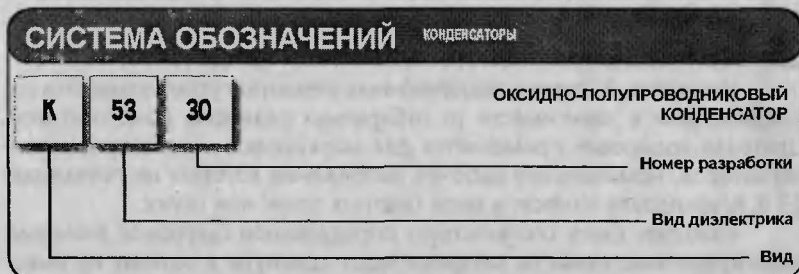 СИСТЕМА ОБОЗНАЧЕНИЙ КОНДЕНСАТОРЫ
К 53 30
ОКСИДНО-ПОЛУПРОВОДНИКОВЫЙ
КОНДЕНСАТОР
Номер разработки
Вид диэлектрика
Вид